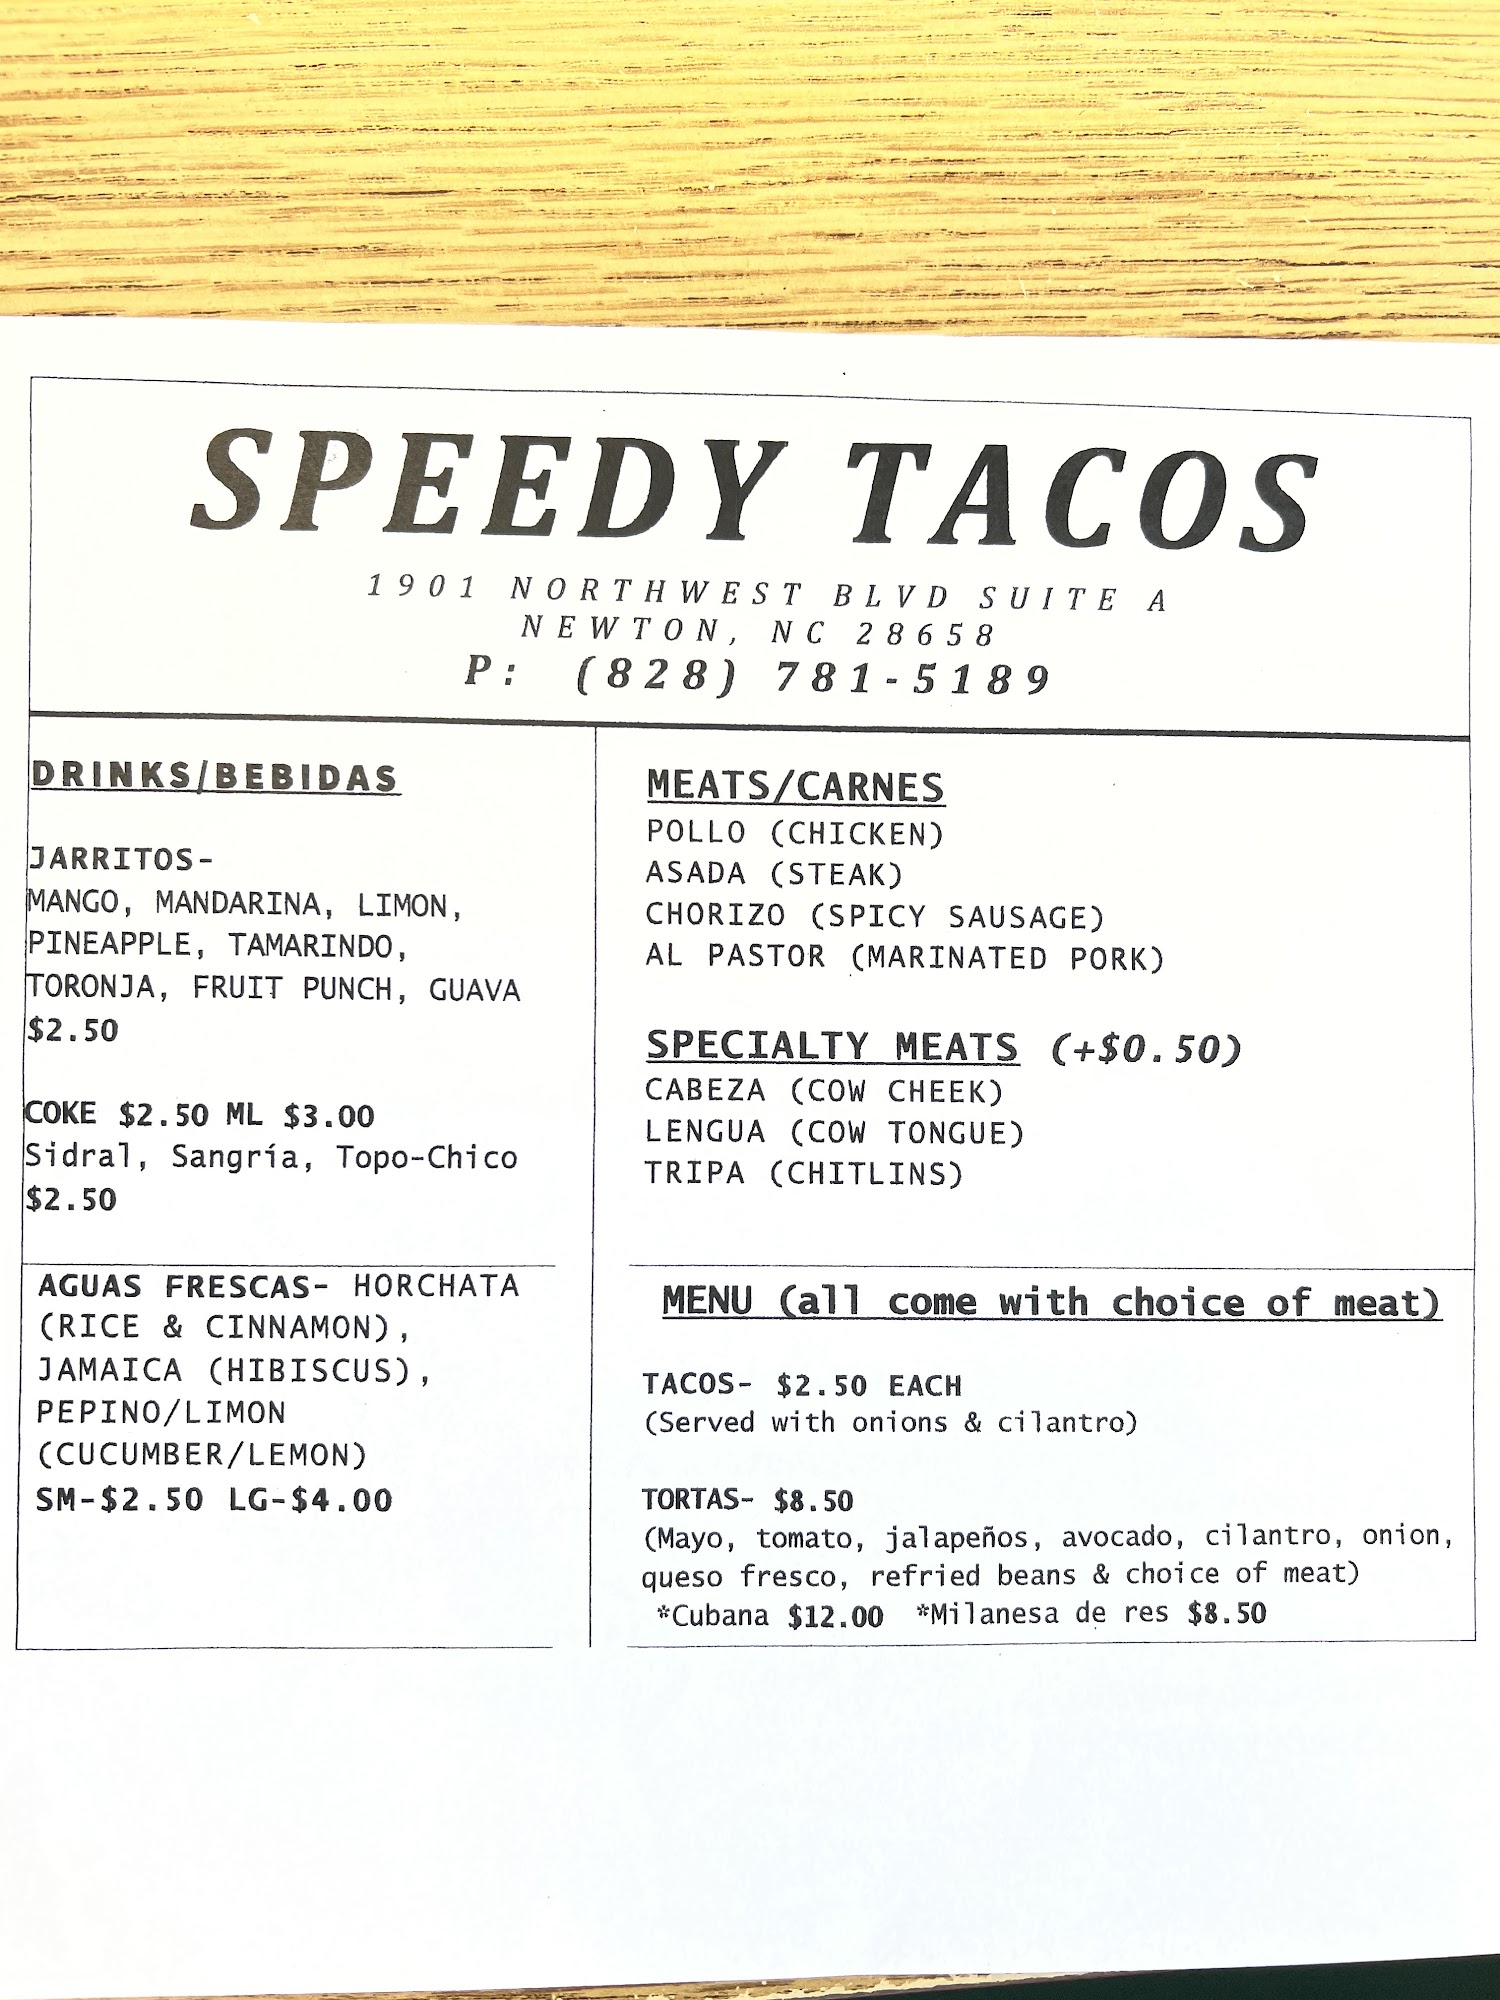 SPEEDY TACOS
1901 NORTHWEST BLVD SUITE A
NEWTON, NC 28658
P: (828) 781-5189
DRINKS/BEBIDAS
JARRITOS-
MANGO, MANDARINA, LIMON,
PINEAPPLE, TAMARINDO,
TORONJA, FRUIT PUNCH, GUAVA
$2.50
COKE $2.50 ML $3.00
Sidral, Sangría, Topo-Chico
$2.50
AGUAS FRESCAS- HORCHATA
(RICE & CINNAMON),
JAMAICA (HIBISCUS),
PEPINO/LIMON
(CUCUMBER/LEMON)
SM-$2.50 LG-$4.00
MEATS/CARNES
POLLO (CHICKEN)
ASADA (STEAK)
CHORIZO (SPICY SAUSAGE)
AL PASTOR (MARINATED PORK)
SPECIALTY MEATS (+$0.50)
CABEZA (COW CHEEK)
LENGUA (COW TONGUE)
TRIPA (CHITLINS)
MENU (all come with choice of meat)
TACOS- $2.50 EACH
(Served with onions & cilantro)
TORTAS- $8.50
(Mayo, tomato, jalapeños, avocado, cilantro, onion,
queso fresco, refried beans & choice of meat)
*Cubana $12.00 *Milanesa de res $8.50